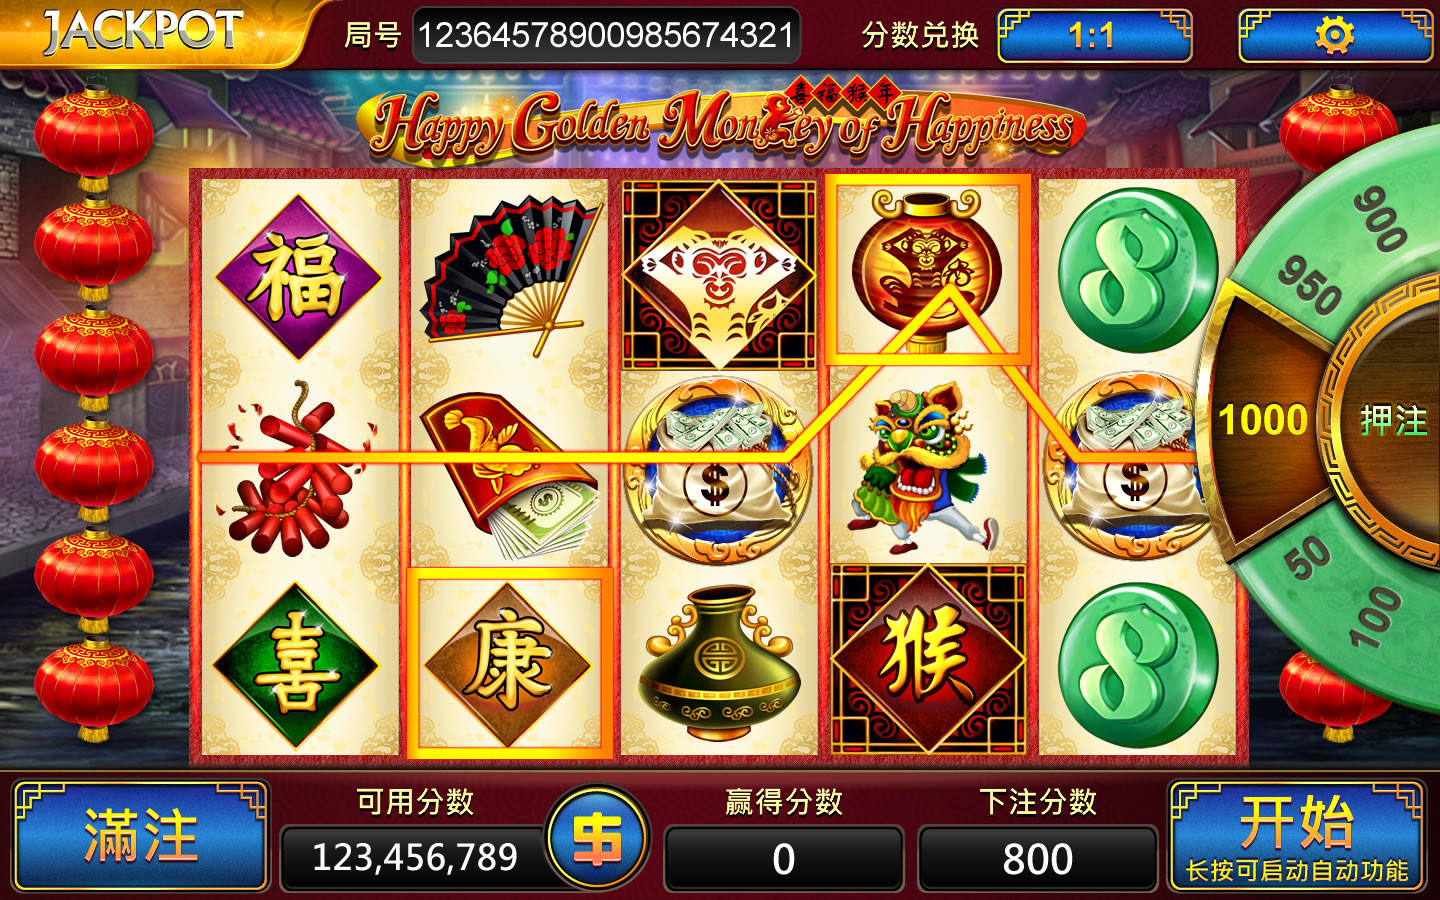 JACKPOT
局号 12364578900985674321
分数兑换 1:1
喜福猴年
Happy Golden Monkey of Happiness
900
950
1000
押注
50
100
福
8
$
$
喜
康
猴
8
满注
可用分数
123,456,789
$
赢得分数
0
下注分数
800
开始
长按可启动自动功能